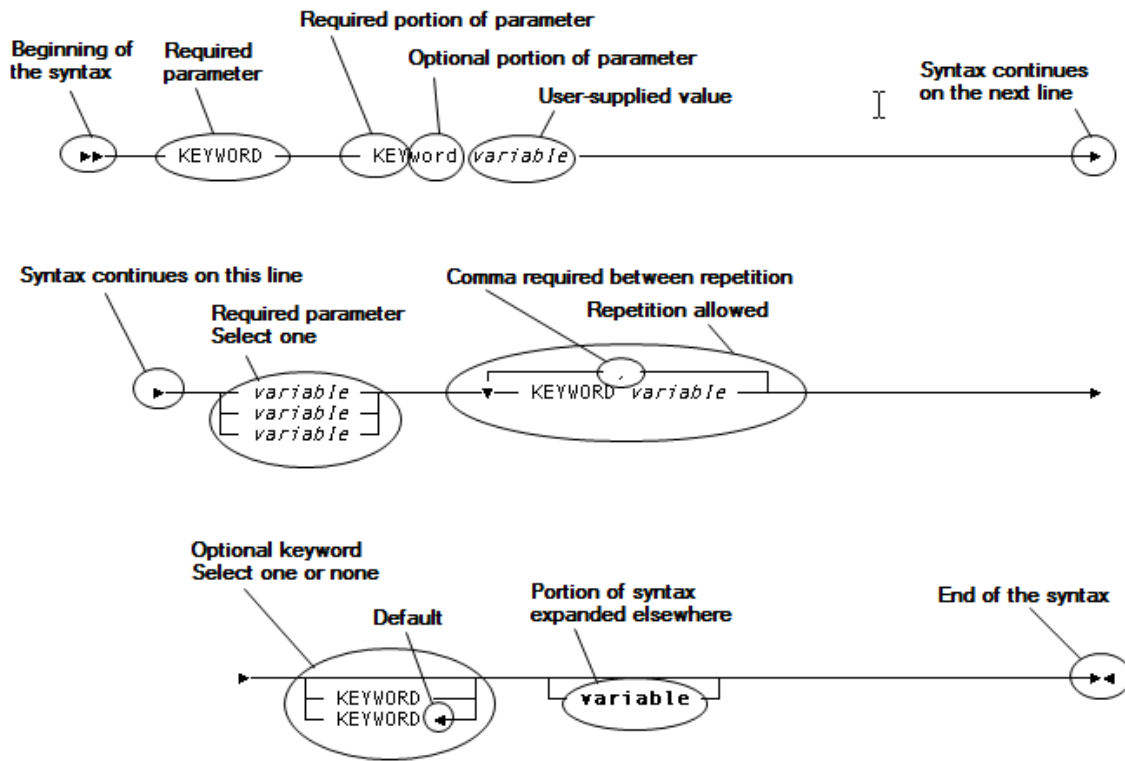 Required portion of parameter
Beginning of
the syntax
Required
parameter
Optional portion of parameter
User-supplied value
Syntax continues
on the next line
KEYWORD KEYword variable
Syntax continues on this line
Comma required between repetition
Required parameter
Select one
Repetition allowed
,
variable
variable
variable
KEYWORD variable
Optional keyword
Select one or none
Default
Portion of syntax
expanded elsewhere
End of the syntax
KEYWORD
KEYWORD
variable